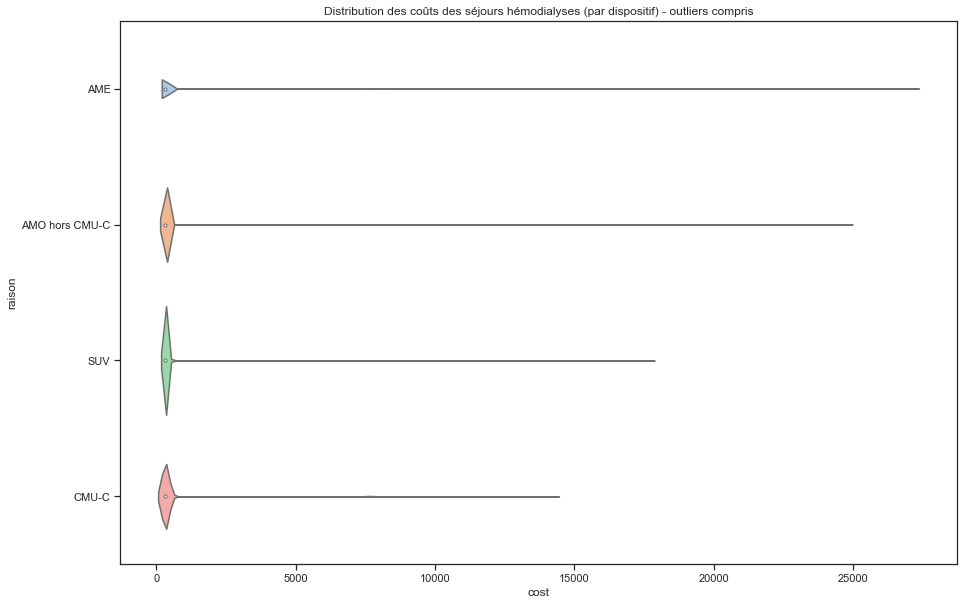 Distribution des coûts des séjours hémodialyses (par dispositif) - outliers compris
AME
AMO hors CMU-C
SUV
CMU-C
raison
0 5000 10000 15000 20000 25000
cost